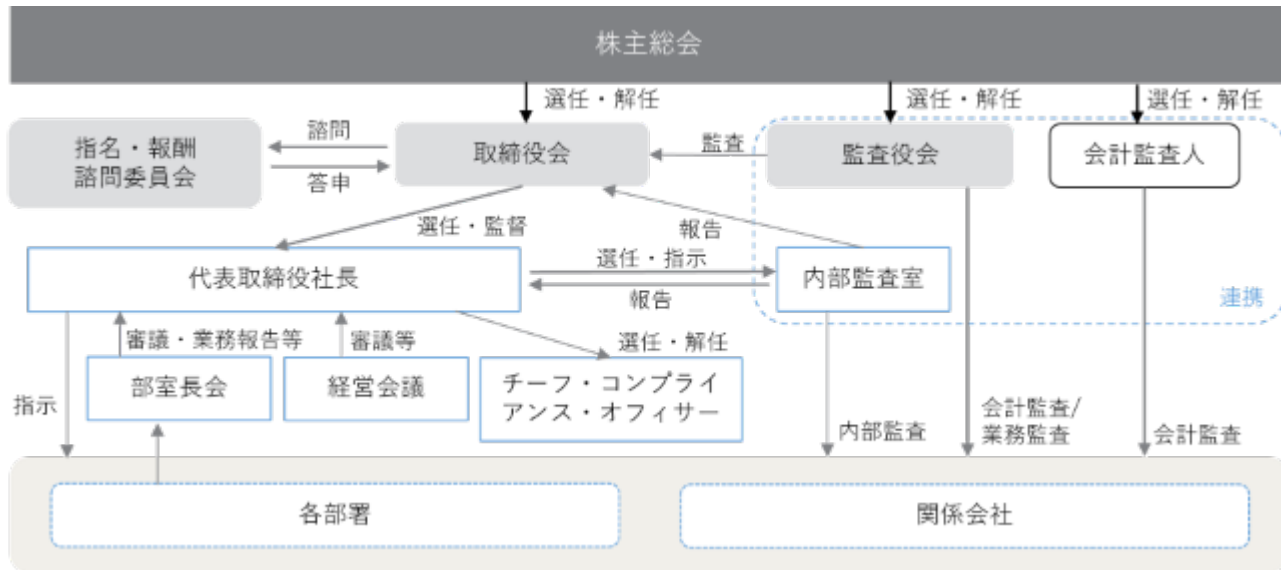 株主総会
選任・解任
選任・解任
選任・解任
指名・報酬
諮問委員会
諮問
答申
取締役会
監査
監査役会
会計監査人
選任・監督
報告
代表取締役社長
選任・指示
報告
内部監査室
連携
審議・業務報告等
審議等
選任・解任
指示
部室長会
経営会議
チーフ・コンプライ
アンス・オフィサー
内部監査
会計監査/
業務監査
会計監査
各部署
関係会社